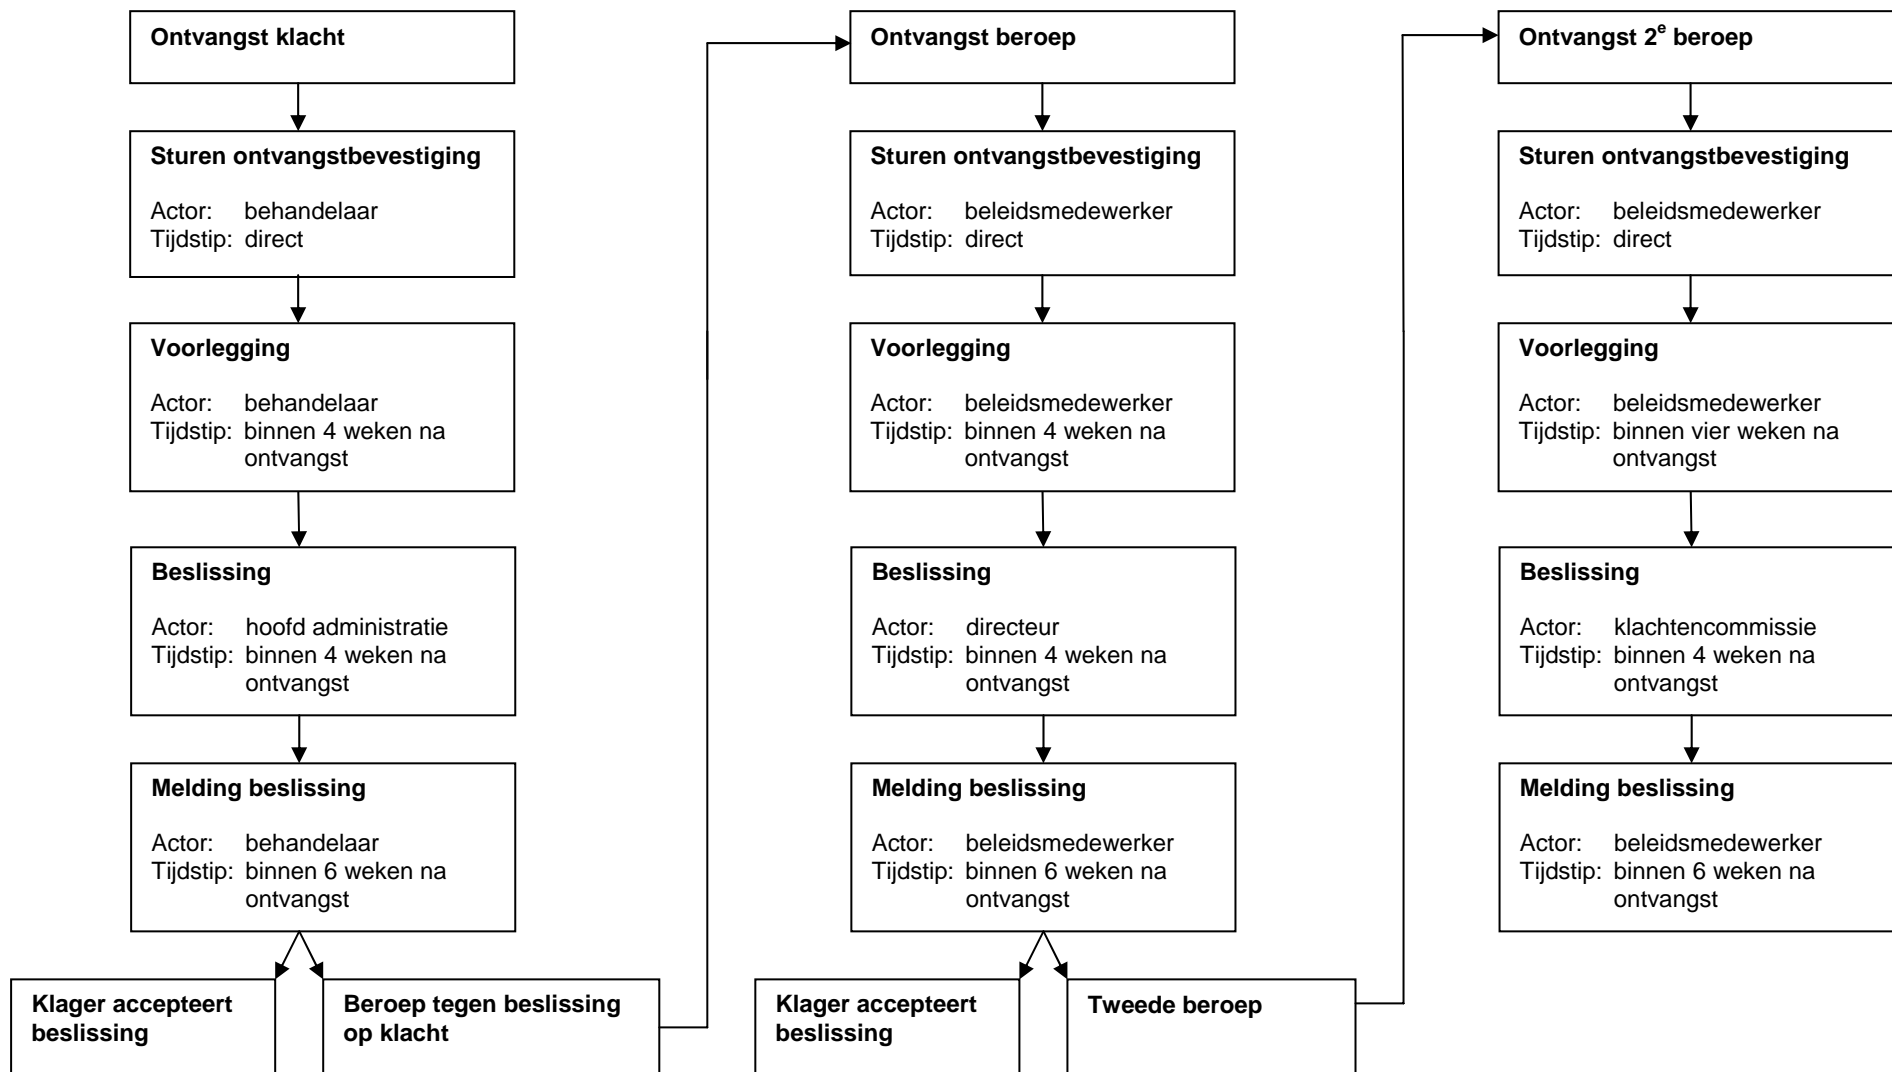 Ontvangst klacht
Sturen ontvangstbevestiging
Actor: behandelaar
Tijdstip: direct
Voorlegging
Actor: behandelaar
Tijdstip: binnen 4 weken na
ontvangst
Beslissing
Actor: hoofd administratie
Tijdstip: binnen 4 weken na
ontvangst
Melding beslissing
Actor: behandelaar
Tijdstip: binnen 6 weken na
ontvangst
Klager accepteert
beslissing
Beroep tegen beslissing
op klacht
Ontvangst beroep
Sturen ontvangstbevestiging
Actor: beleidsmedewerker
Tijdstip: direct
Voorlegging
Actor: beleidsmedewerker
Tijdstip: binnen 4 weken na
ontvangst
Beslissing
Actor: directeur
Tijdstip: binnen 4 weken na
ontvangst
Melding beslissing
Actor: beleidsmedewerker
Tijdstip: binnen 6 weken na
ontvangst
Klager accepteert
beslissing
Tweede beroep
Ontvangst 2e beroep
Sturen ontvangstbevestiging
Actor: beleidsmedewerker
Tijdstip: direct
Voorlegging
Actor: beleidsmedewerker
Tijdstip: binnen vier weken na
ontvangst
Beslissing
Actor: klachtencommissie
Tijdstip: binnen 4 weken na
ontvangst
Melding beslissing
Actor: beleidsmedewerker
Tijdstip: binnen 6 weken na
ontvangst